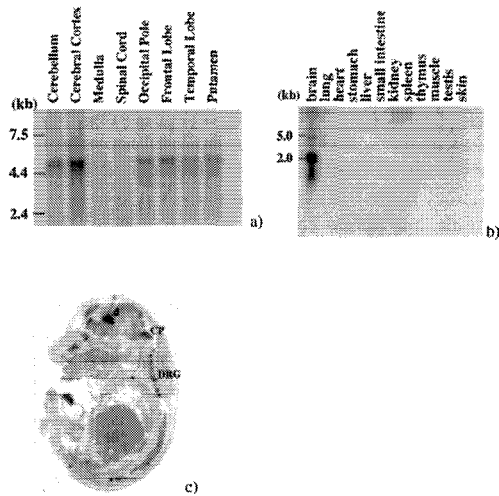 Cerebellum
Cerebral Cortex
Medulla
Spinal Cord
Occipital Pole
Frontal Lobe
Temporal Lobe
Putamen
(kb)
7.5
4.4
2.4
a)
brain
lung
heart
stomach
liver
small intestine
kidney
spleen
thymus
muscle
testis
skin
(kb)
5.0
2.0
b)
CP
DRG
c)